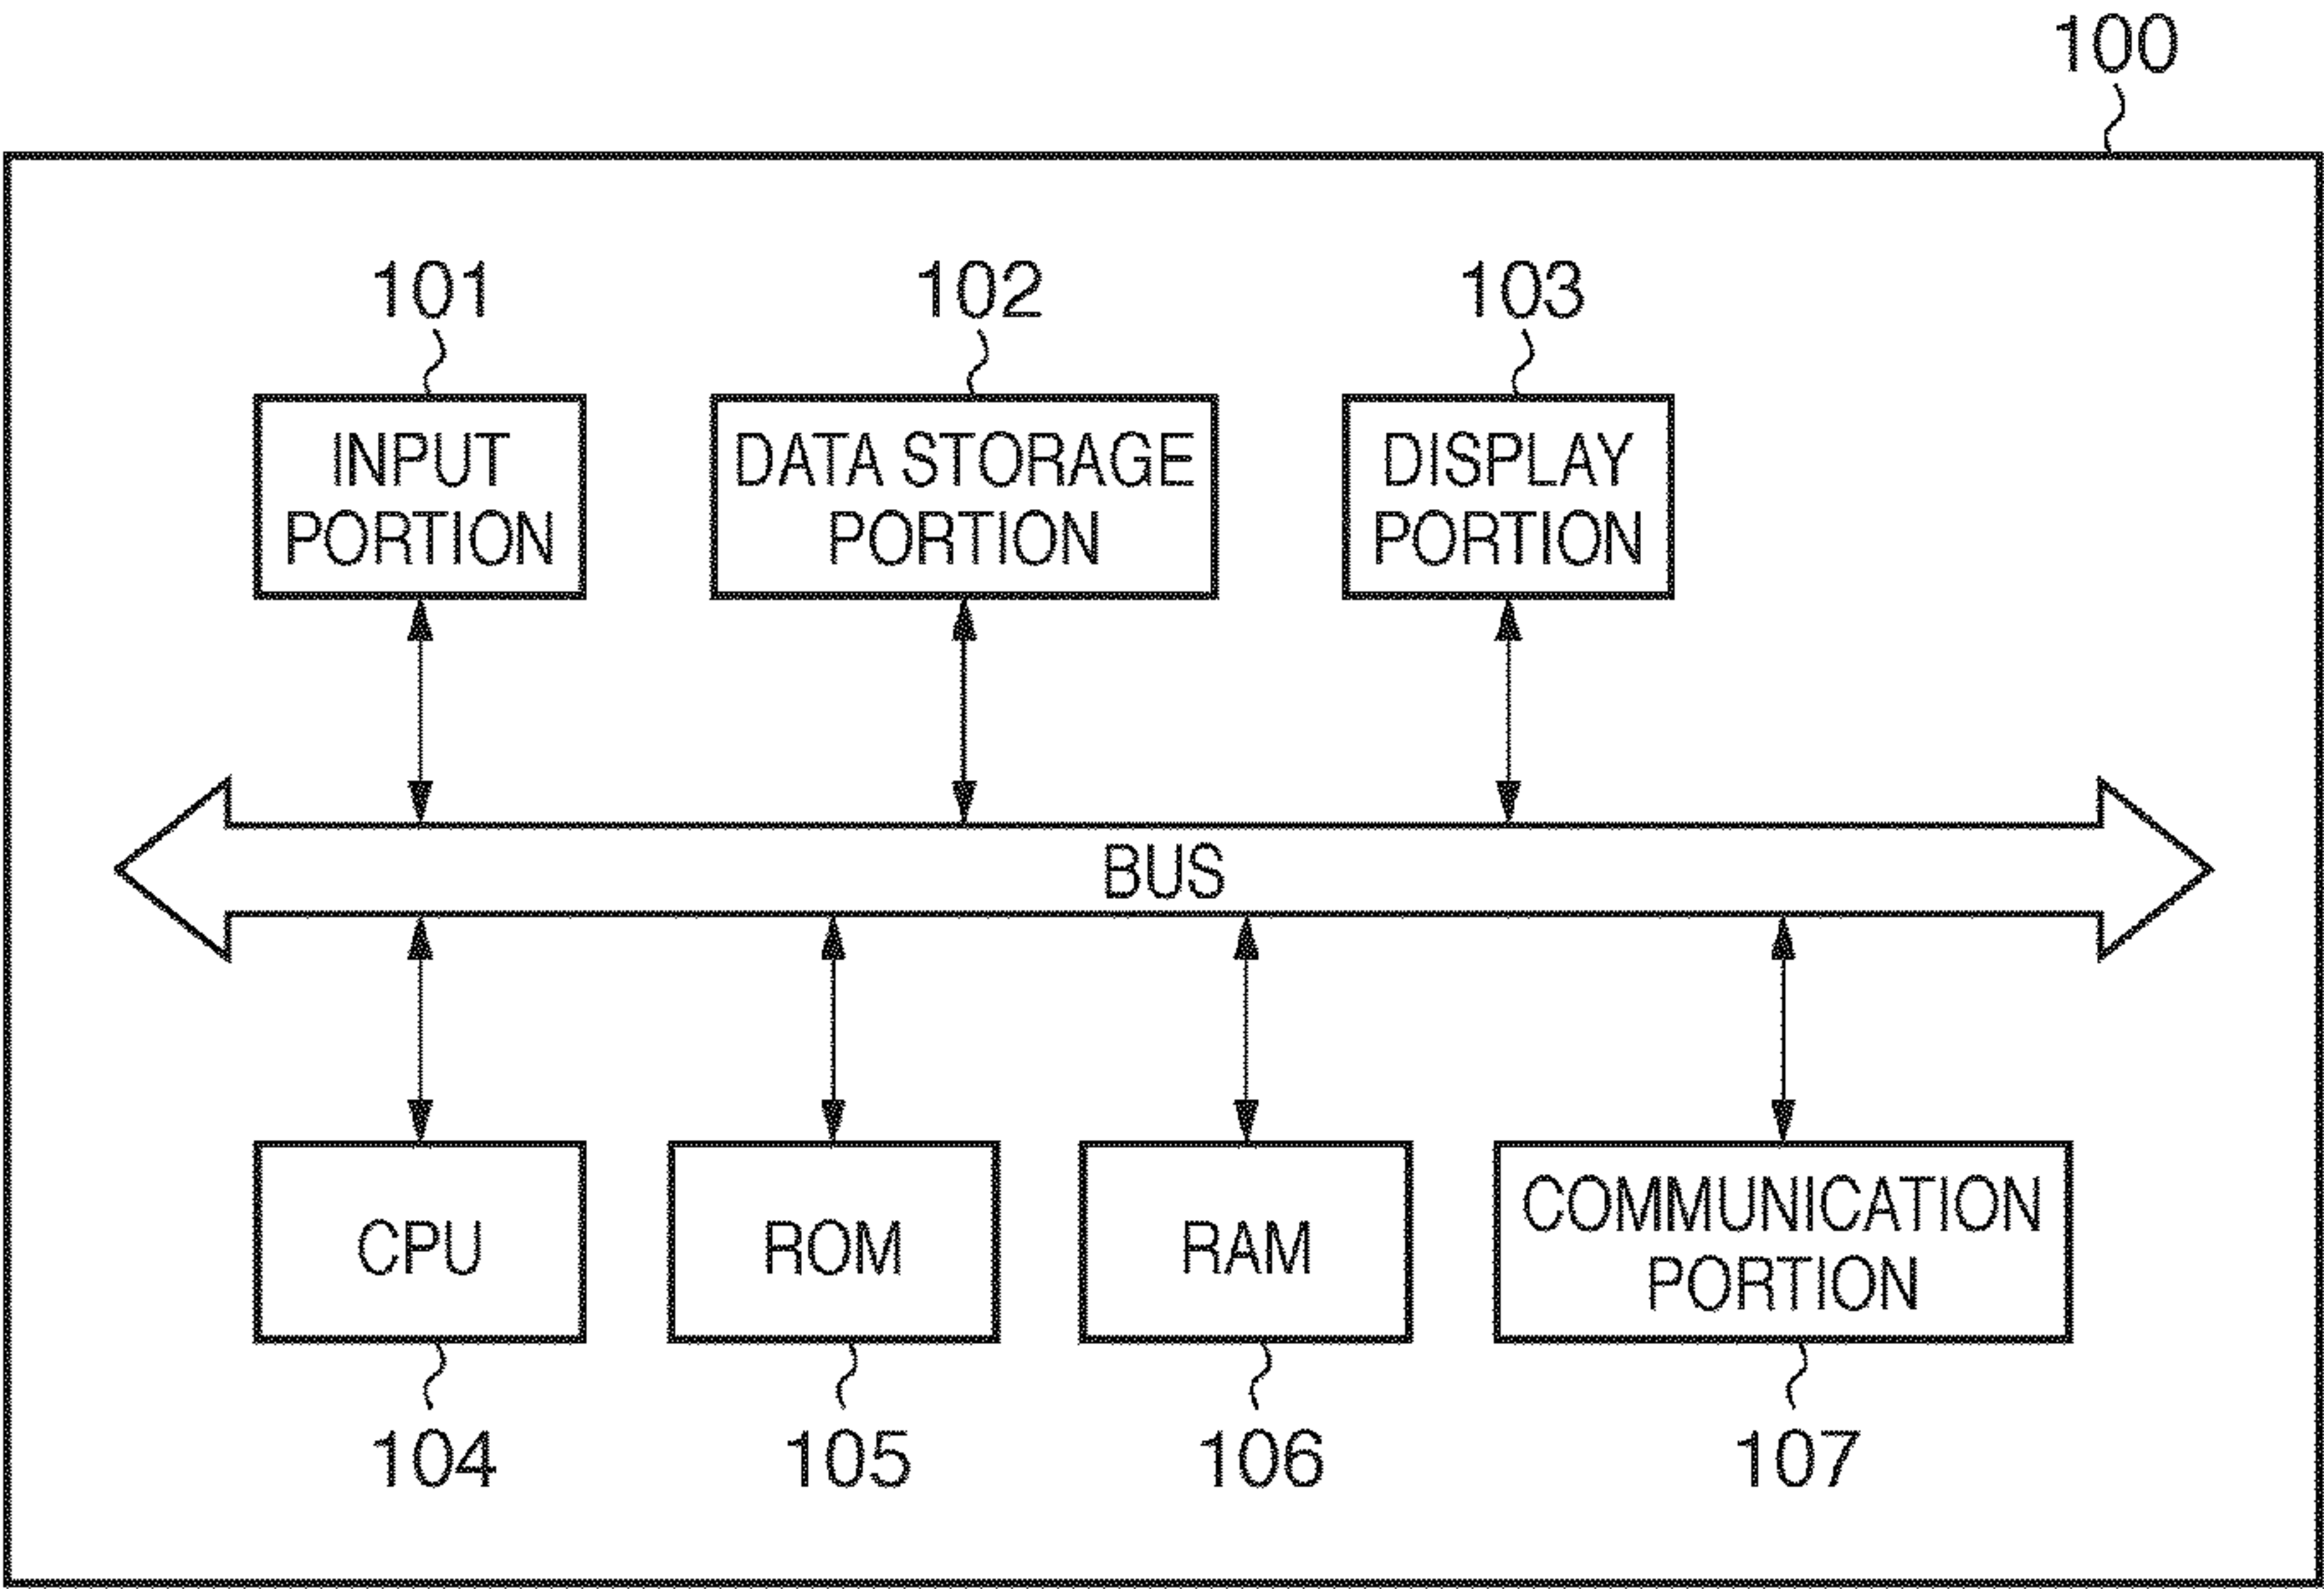 100
101
102
103
INPUT
PORTION
DATA STORAGE
PORTION
DISPLAY
PORTION
BUS
CPU
ROM
RAM
COMMUNICATION
PORTION
104
105
106
107